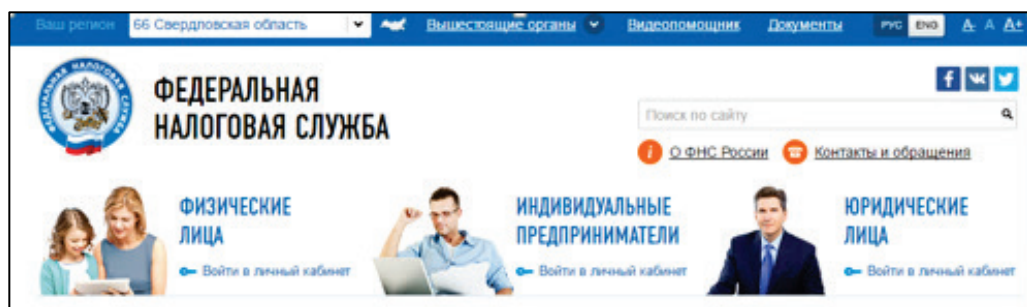 Ваш регион 66 Свердловская область Вышестоящие органы Видеопомощник Документы РУС ENG A- A A+
ФЕДЕРАЛЬНАЯ
НАЛОГОВАЯ СЛУЖБА
Поиск по сайту
О ФНС России Контакты и обращения
ФИЗИЧЕСКИЕ
ЛИЦА
Войти в личный кабинет
ИНДИВИДУАЛЬНЫЕ
ПРЕДПРИНИМАТЕЛИ
Войти в личный кабинет
ЮРИДИЧЕСКИЕ
ЛИЦА
Войти в личный кабинет